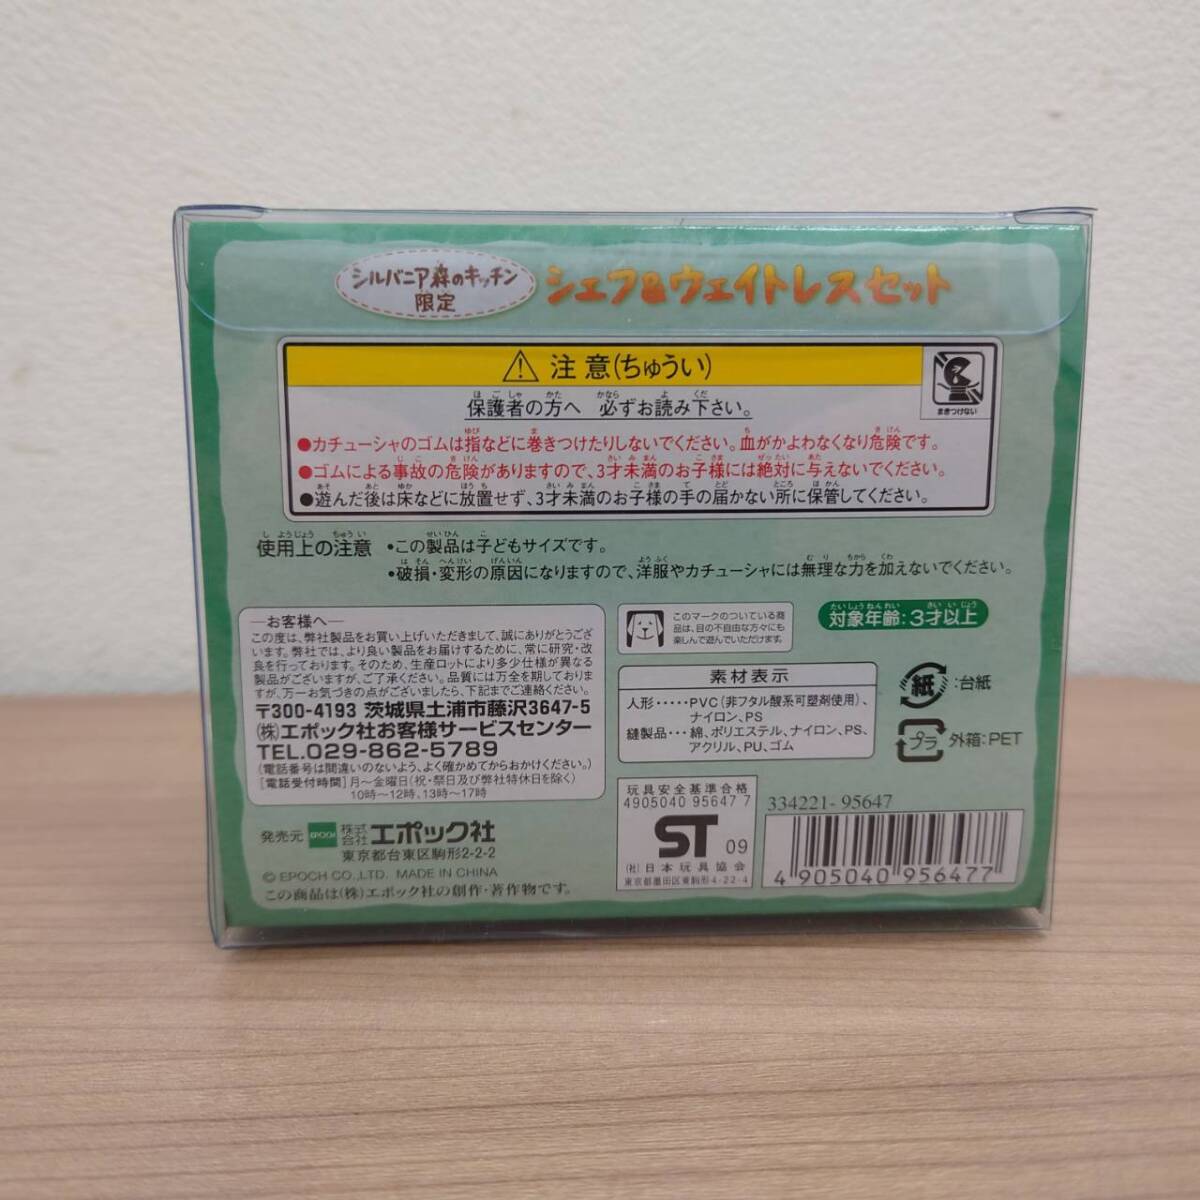 シルバニア森のキッチン
限定
シェフ&ウェイトレスセット
注意(ちゅうい)
まきつけない
保護者の方へ 必ずお読み下さい。
●カチューシャのゴムは指などに巻きつけたりしないでください。血がかよわなくなり危険です。
●ゴムによる事故の危険がありますので、3才未満のお子様には絶対に与えないでください。
●遊んだ後は床などに放置せず、3才未満のお子様の手の届かない所に保管してください。
使用上の注意
・この製品は子どもサイズです。
・破損・変形の原因になりますので、洋服やカチューシャには無理な力を加えないでください。
―お客様へ―
この度は、弊社製品をお買い上げいただきまして、誠にありがとうござ
います。弊社では、より良い製品をお届けするために、常に研究・改
良を行っております。そのため、生産ロットにより多少仕様が異なる
製品がございますが、ご了承ください。品質には万全を期しております
が、万一お気づきの点がございましたら、下記までご連絡ください。
〒300-4193 茨城県土浦市藤沢3647-5
(株)エポック社お客様サービスセンター
TEL.029-862-5789
(電話番号は間違いのないよう、よく確かめてからおかけください。)
[電話受付時間] 月〜金曜日(祝・祭日及び弊社特休日を除く)
10時〜12時、13時〜17時
このマークのついている商
品は、目の不自由な方々にも
楽しんで遊んでいただけます。
対象年齢:3才以上
素材表示
人形・・・・・PVC(非フタル酸系可塑剤使用)、
ナイロン、PS
縫製品・・・綿、ポリエステル、ナイロン、PS、
アクリル、PU、ゴム
紙
:台紙
プラ
外箱:PET
発売元 EPOCH 株式会社 エポック社
東京都台東区駒形2-2-2
© EPOCH CO., LTD. MADE IN CHINA
この商品は(株)エポック社の創作・著作物です。
玩具安全基準合格
4905040 95647 7
ST 09
(社)日本玩具協会
東京都墨田区東駒形4-22-4
334221-95647
4 905040 956477